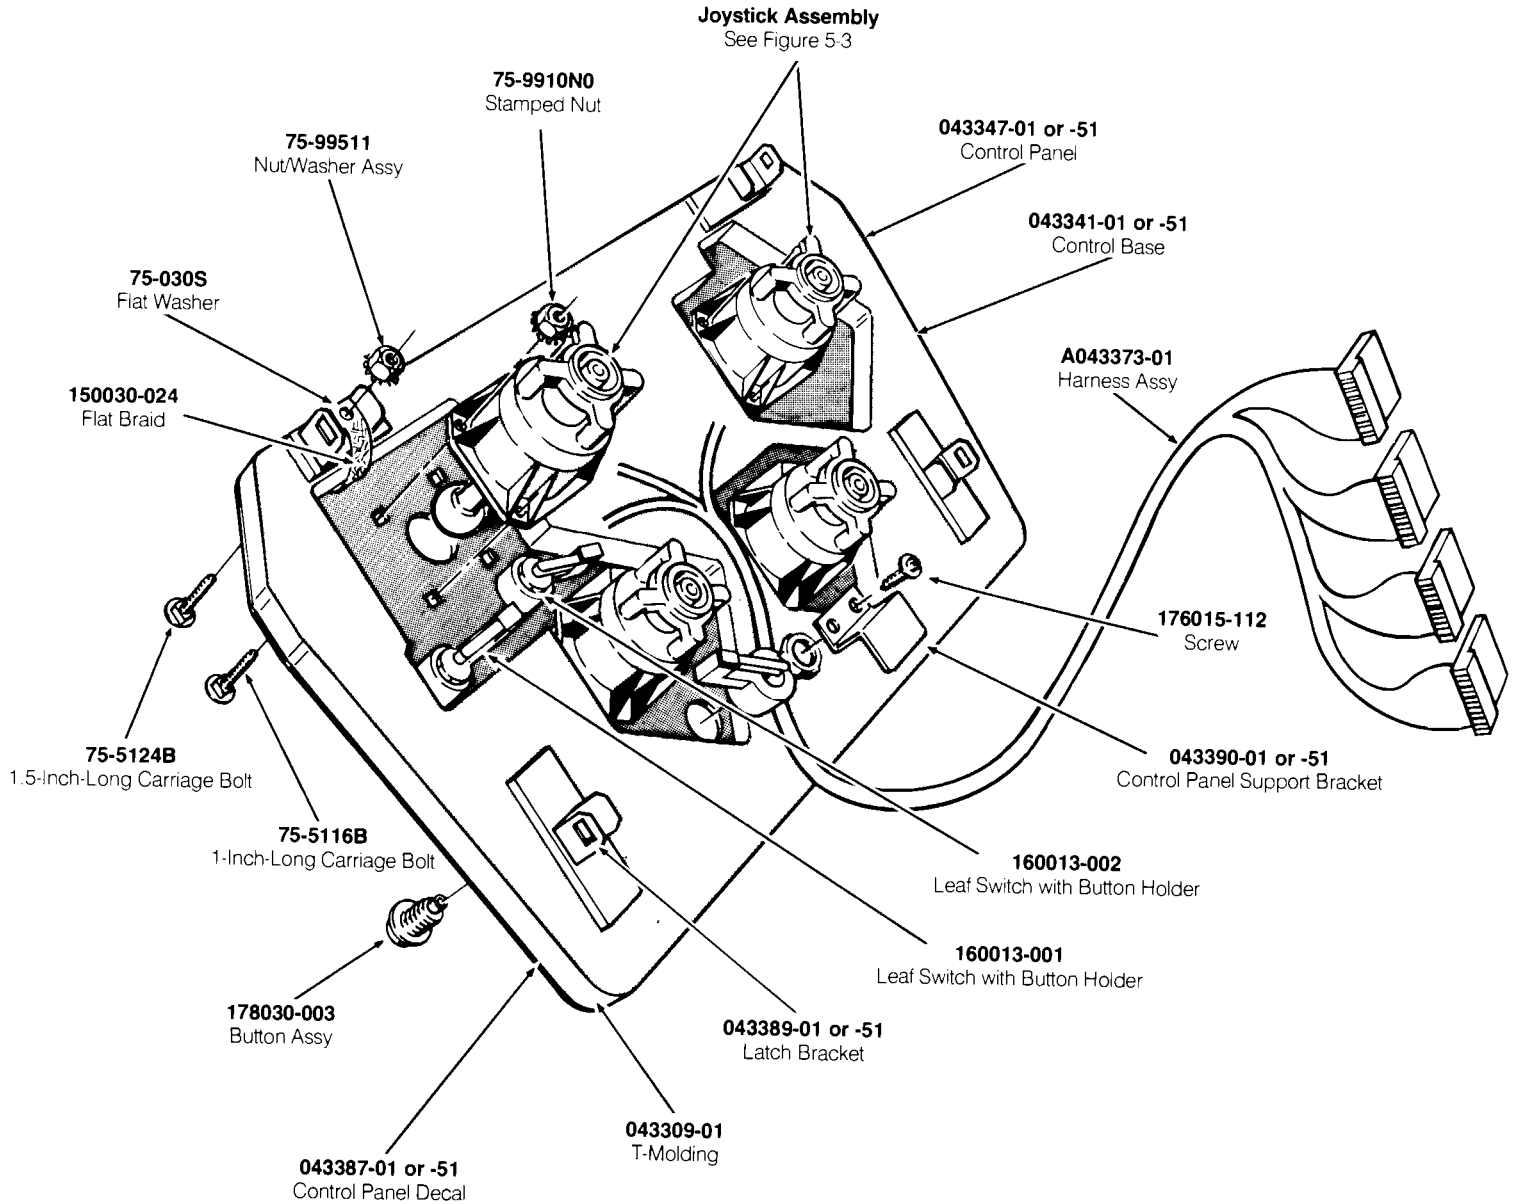 Joystick Assembly
See Figure 5-3
75-9910N0
Stamped Nut
75-99511
Nut/Washer Assy
043347-01 or -51
Control Panel
043341-01 or -51
Control Base
75-030S
Flat Washer
A043373-01
Harness Assy
150030-024
Flat Braid
176015-112
Screw
75-5124B
1.5-Inch-Long Carriage Bolt
043390-01 or -51
Control Panel Support Bracket
75-5116B
1-Inch-Long Carriage Bolt
160013-002
Leaf Switch with Button Holder
160013-001
Leaf Switch with Button Holder
178030-003
Button Assy
043389-01 or -51
Latch Bracket
043309-01
T-Molding
043387-01 or -51
Control Panel Decal